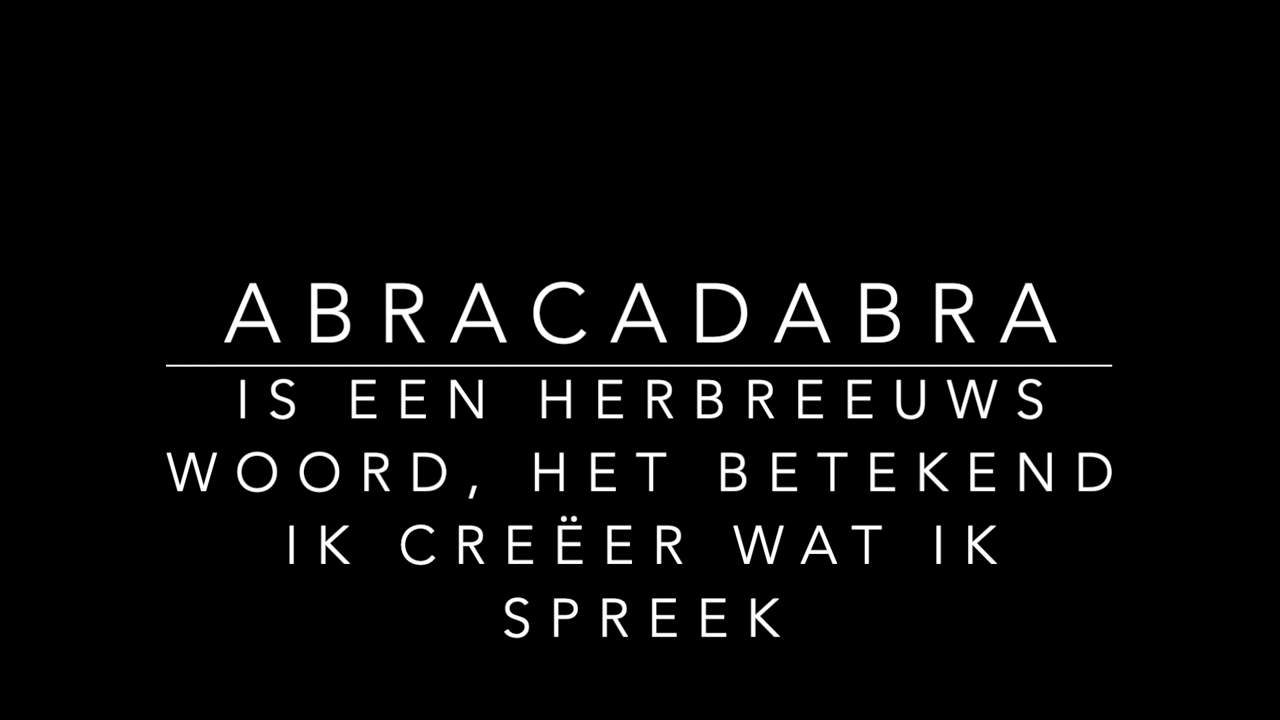 ABRACADABRA
IS EEN HERBREEUWS
WOORD, HET BETEKEND
IK CREËER WAT IK
SPREEK